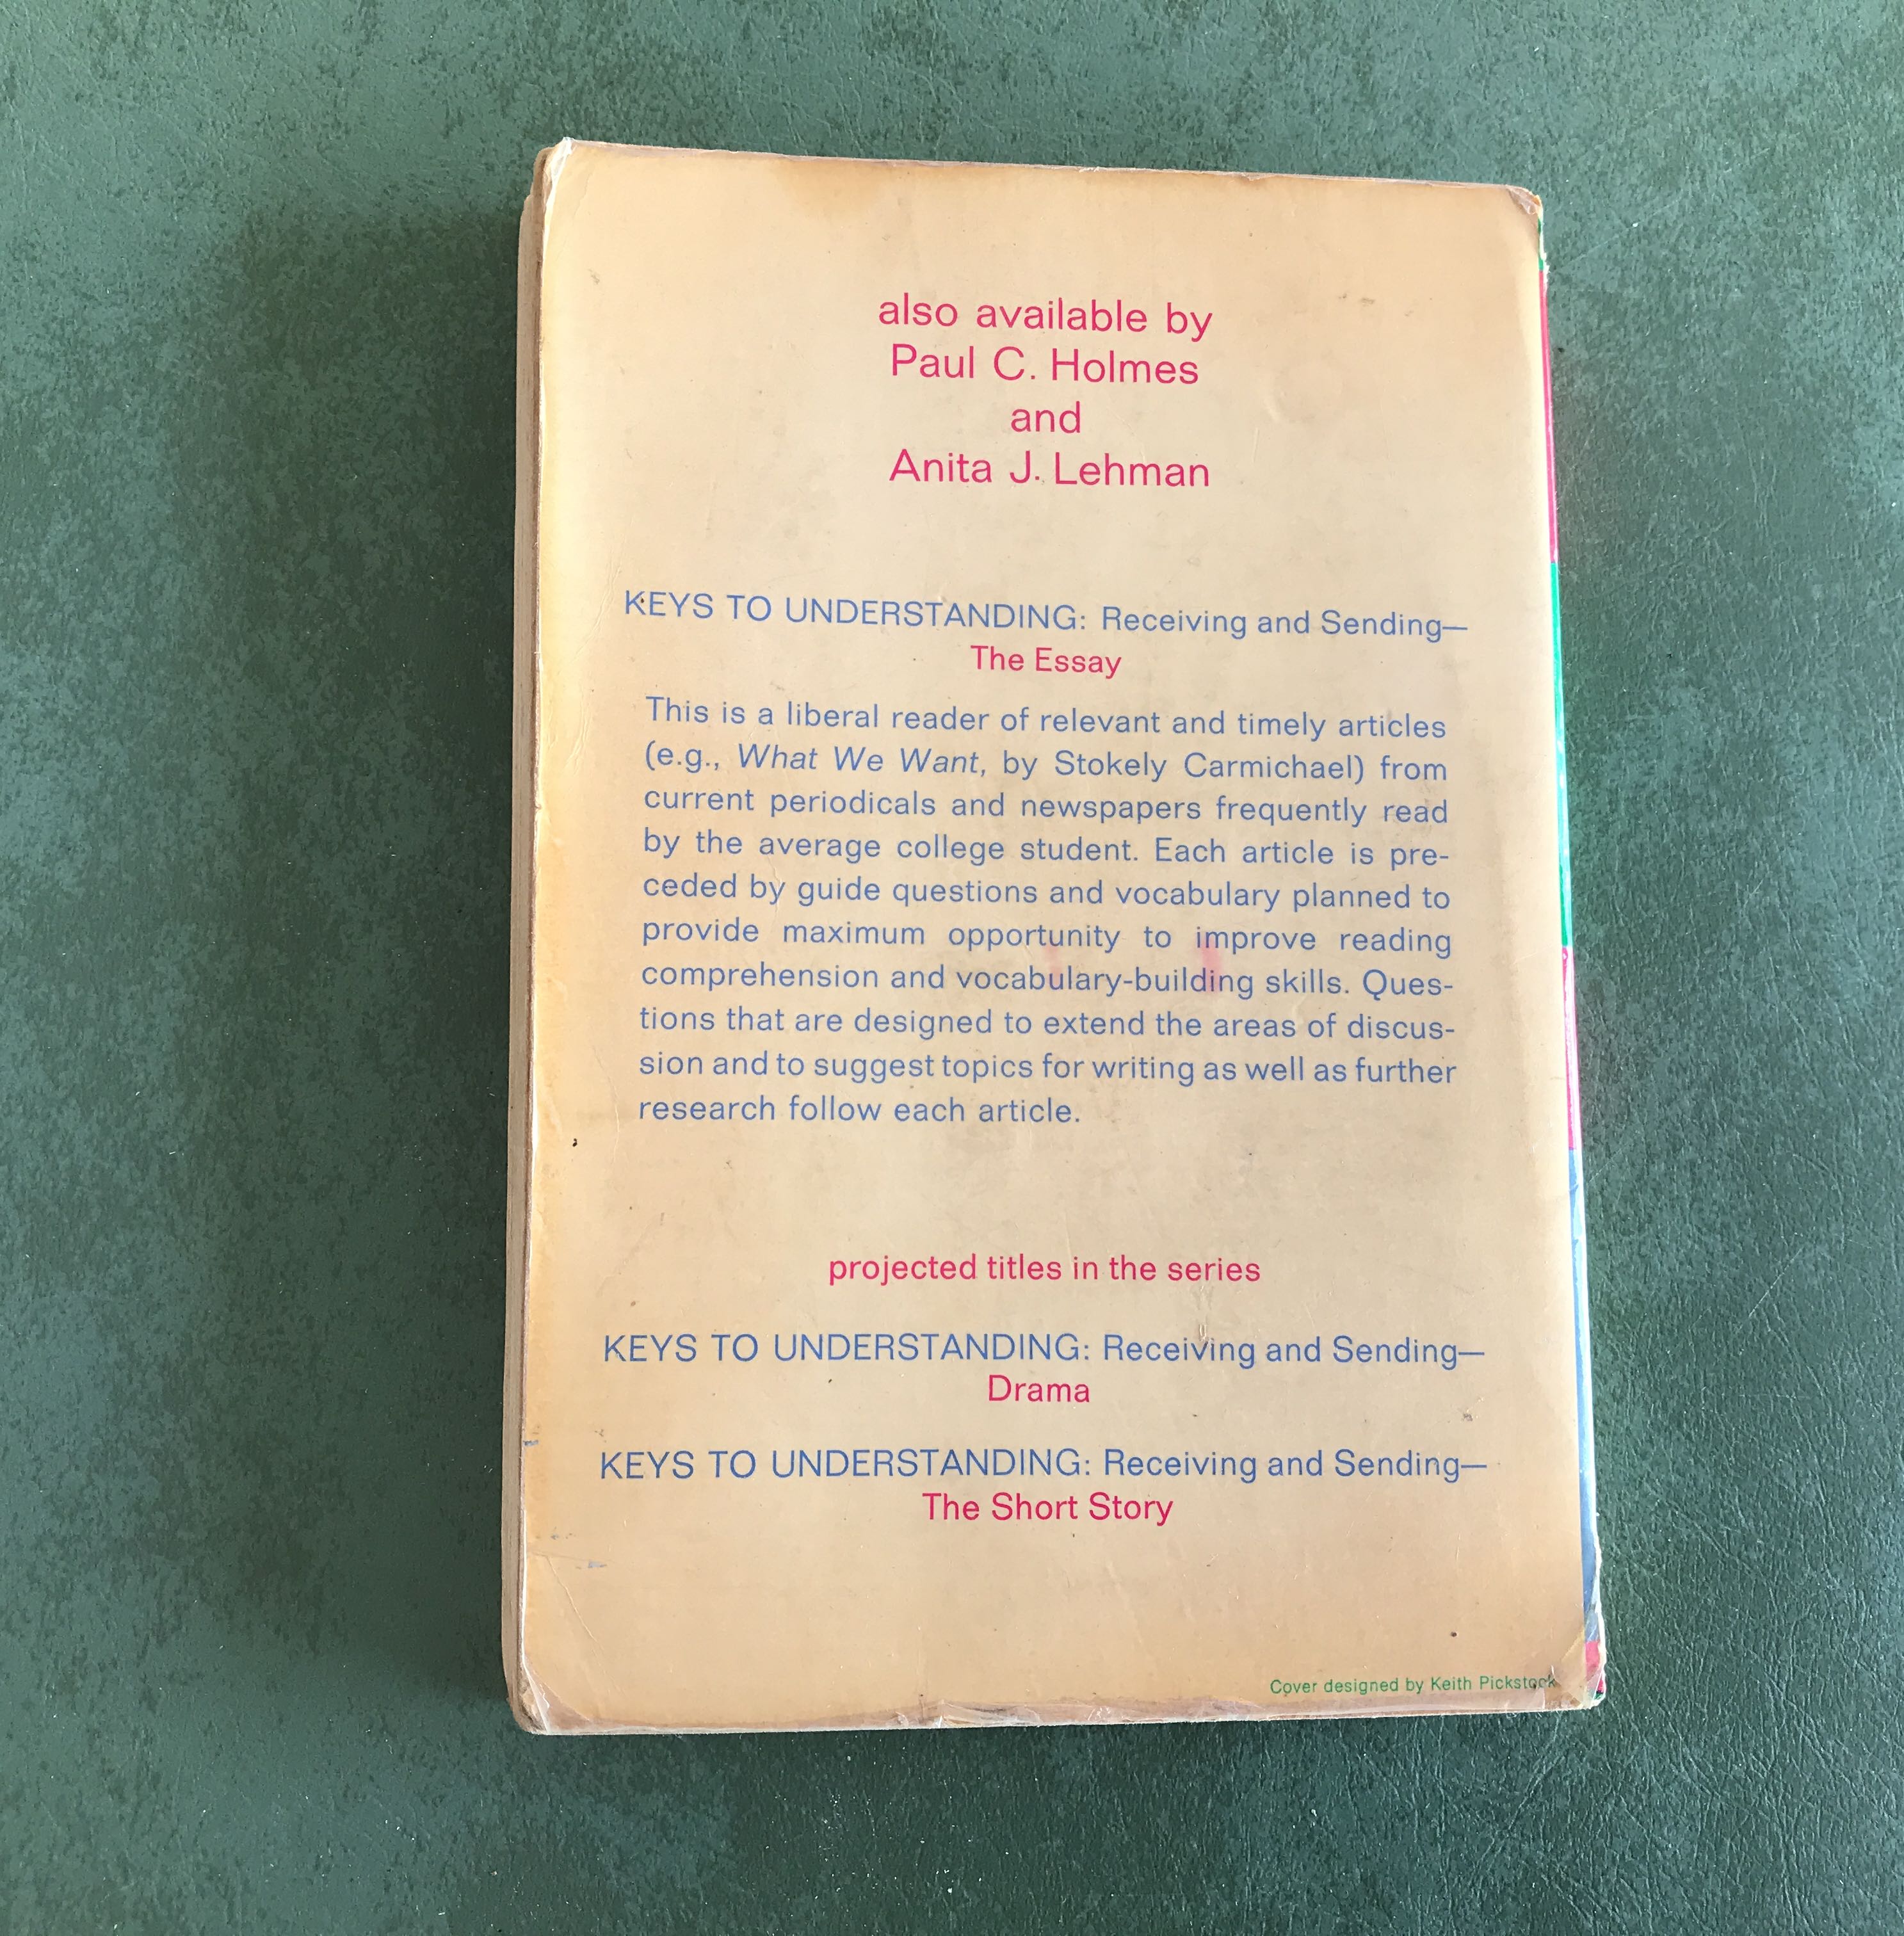 also available by
Paul C. Holmes
and
Anita J. Lehman
KEYS TO UNDERSTANDING: Receiving and Sending—
The Essay
This is a liberal reader of relevant and timely articles
(e.g., What We Want, by Stokely Carmichael) from
current periodicals and newspapers frequently read
by the average college student. Each article is pre-
ceded by guide questions and vocabulary planned to
provide maximum opportunity to improve reading
comprehension and vocabulary-building skills. Ques-
tions that are designed to extend the areas of discus-
sion and to suggest topics for writing as well as further
research follow each article.
projected titles in the series
KEYS TO UNDERSTANDING: Receiving and Sending—
Drama
KEYS TO UNDERSTANDING: Receiving and Sending—
The Short Story
Cover designed by Keith Pickstock